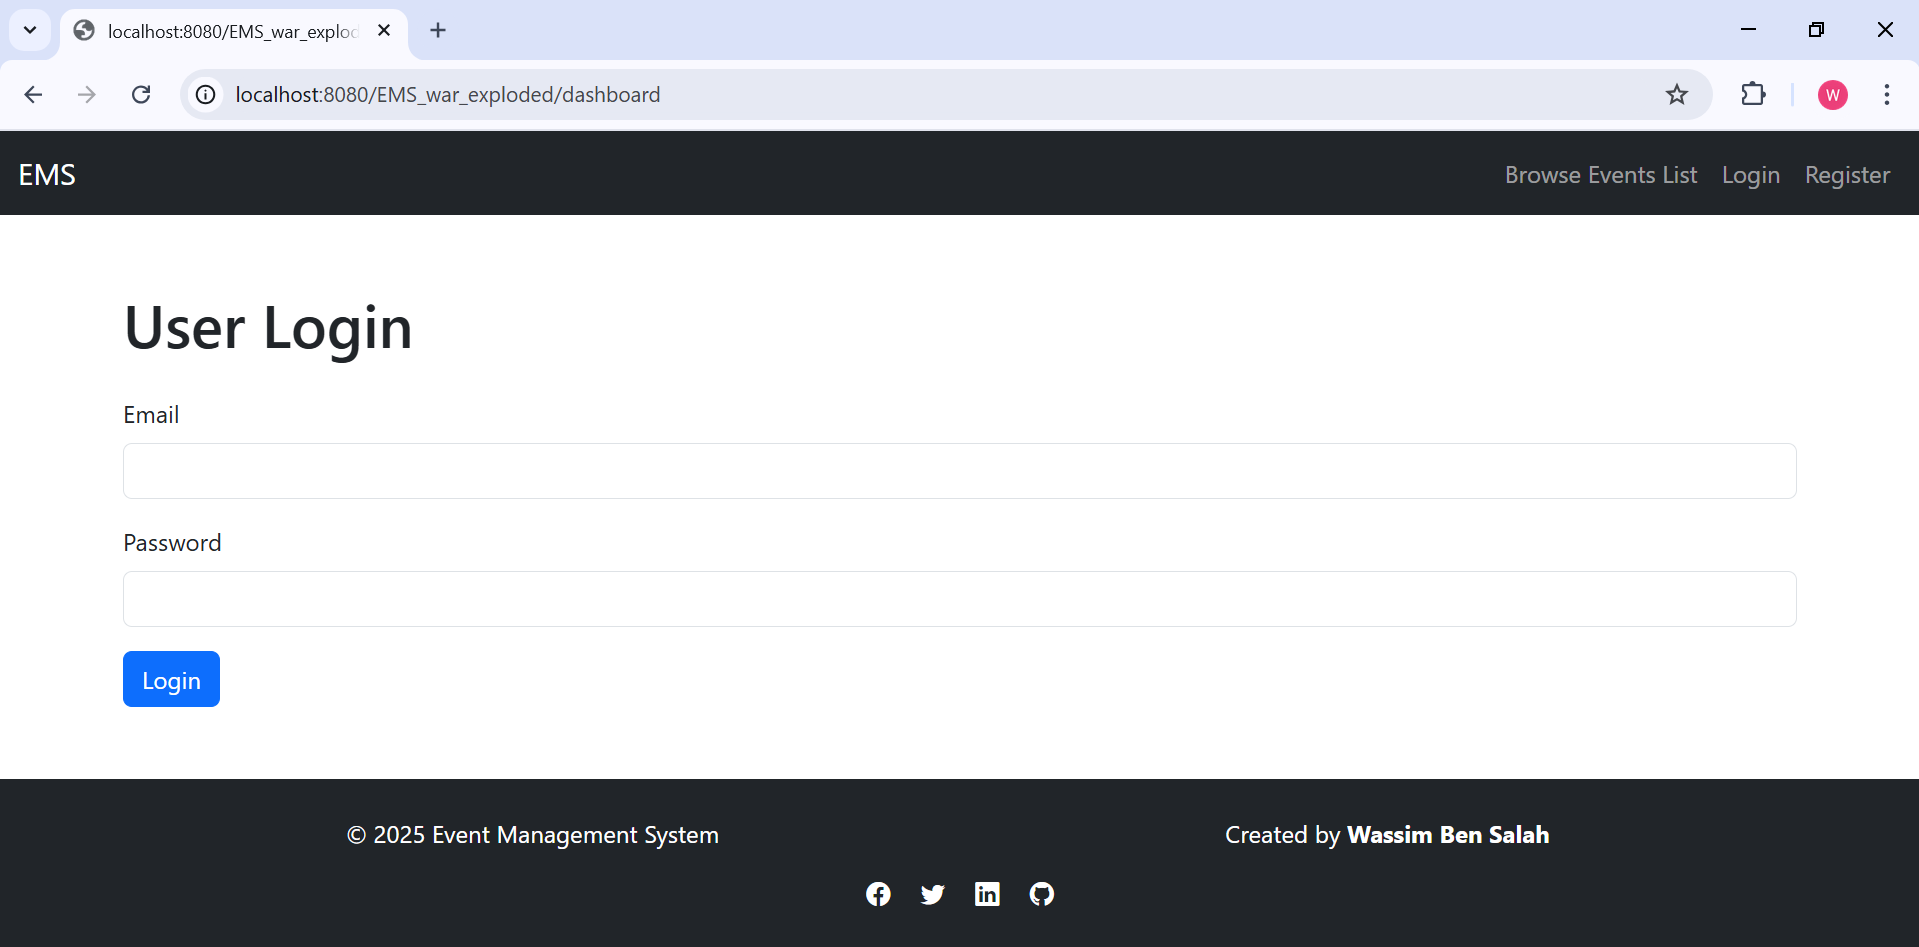 localhost:8080/EMS_war_explod
localhost:8080/EMS_war_exploded/dashboard
W
EMS
Browse Events List
Login
Register
User Login
Email
Password
Login
© 2025 Event Management System
Created by Wassim Ben Salah